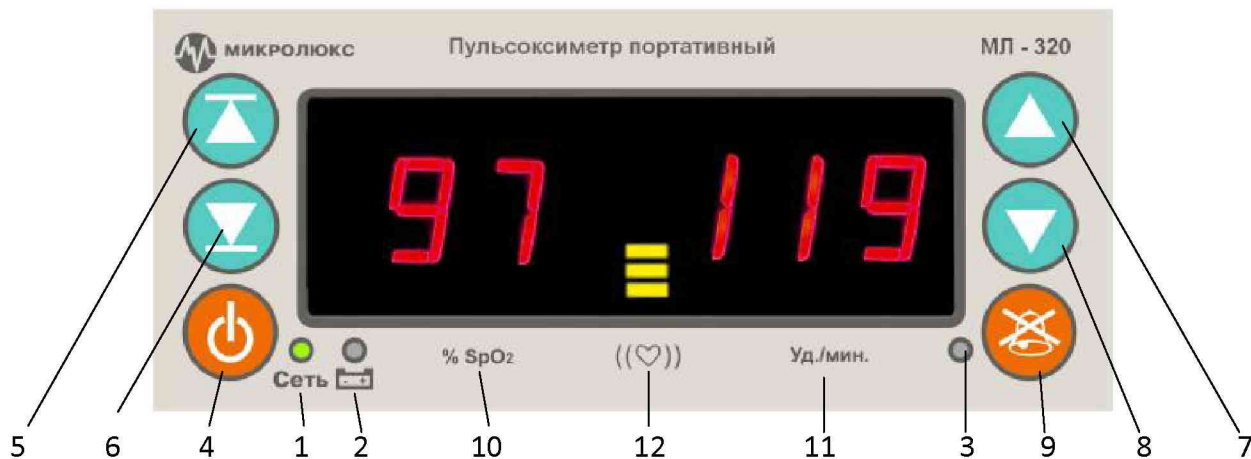 МИКРОЛЮКС
Пульсоксиметр портативный
МЛ - 320
97 119
% SpO₂
((♡))
Уд./мин.
Сеть
- +
5 6 4 1 2 10 12 11 3 9 8 7